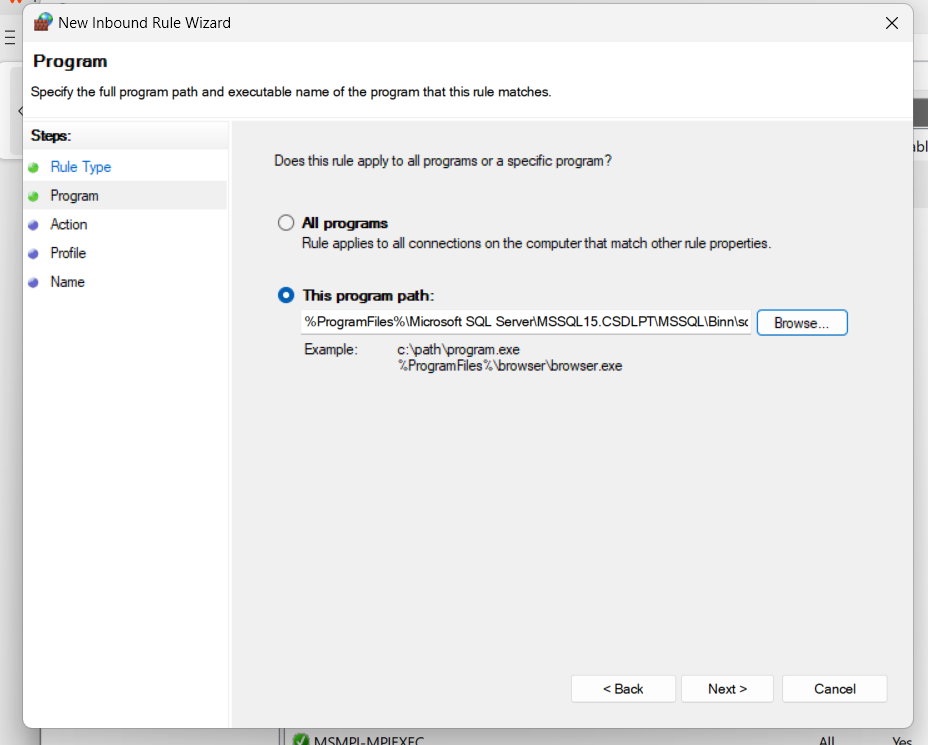 New Inbound Rule Wizard
Program
Specify the full program path and executable name of the program that this rule matches.
Steps:
Rule Type
Program
Action
Profile
Name
Does this rule apply to all programs or a specific program?
All programs
Rule applies to all connections on the computer that match other rule properties.
This program path:
%ProgramFiles%\Microsoft SQL Server\MSSQL15.CSDLPT\MSSQL\Binn\sc
Browse...
Example:
c:\path\program.exe
%ProgramFiles%\browser\browser.exe
< Back
Next >
Cancel
MSMPI-MPIEXEC
All
Yes